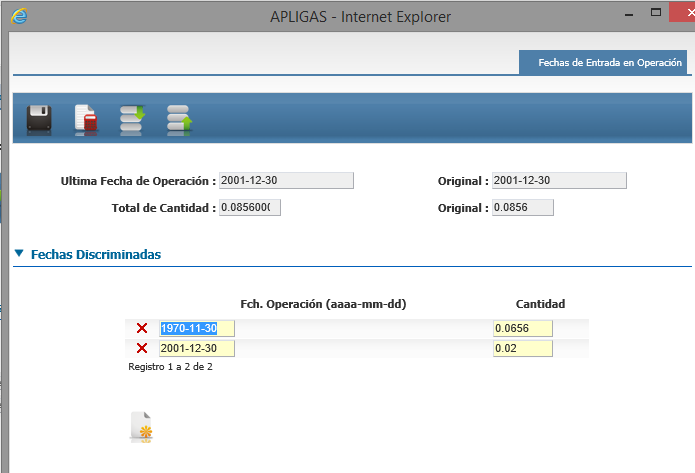 APLIGAS - Internet Explorer
Fechas de Entrada en Operación
Ultima Fecha de Operación : 2001-12-30 Original : 2001-12-30
Total de Cantidad : 0.0856000 Original : 0.0856
Fechas Discriminadas
Fch. Operación (aaaa-mm-dd) Cantidad
1970-11-30 0.0656
2001-12-30 0.02
Registro 1 a 2 de 2